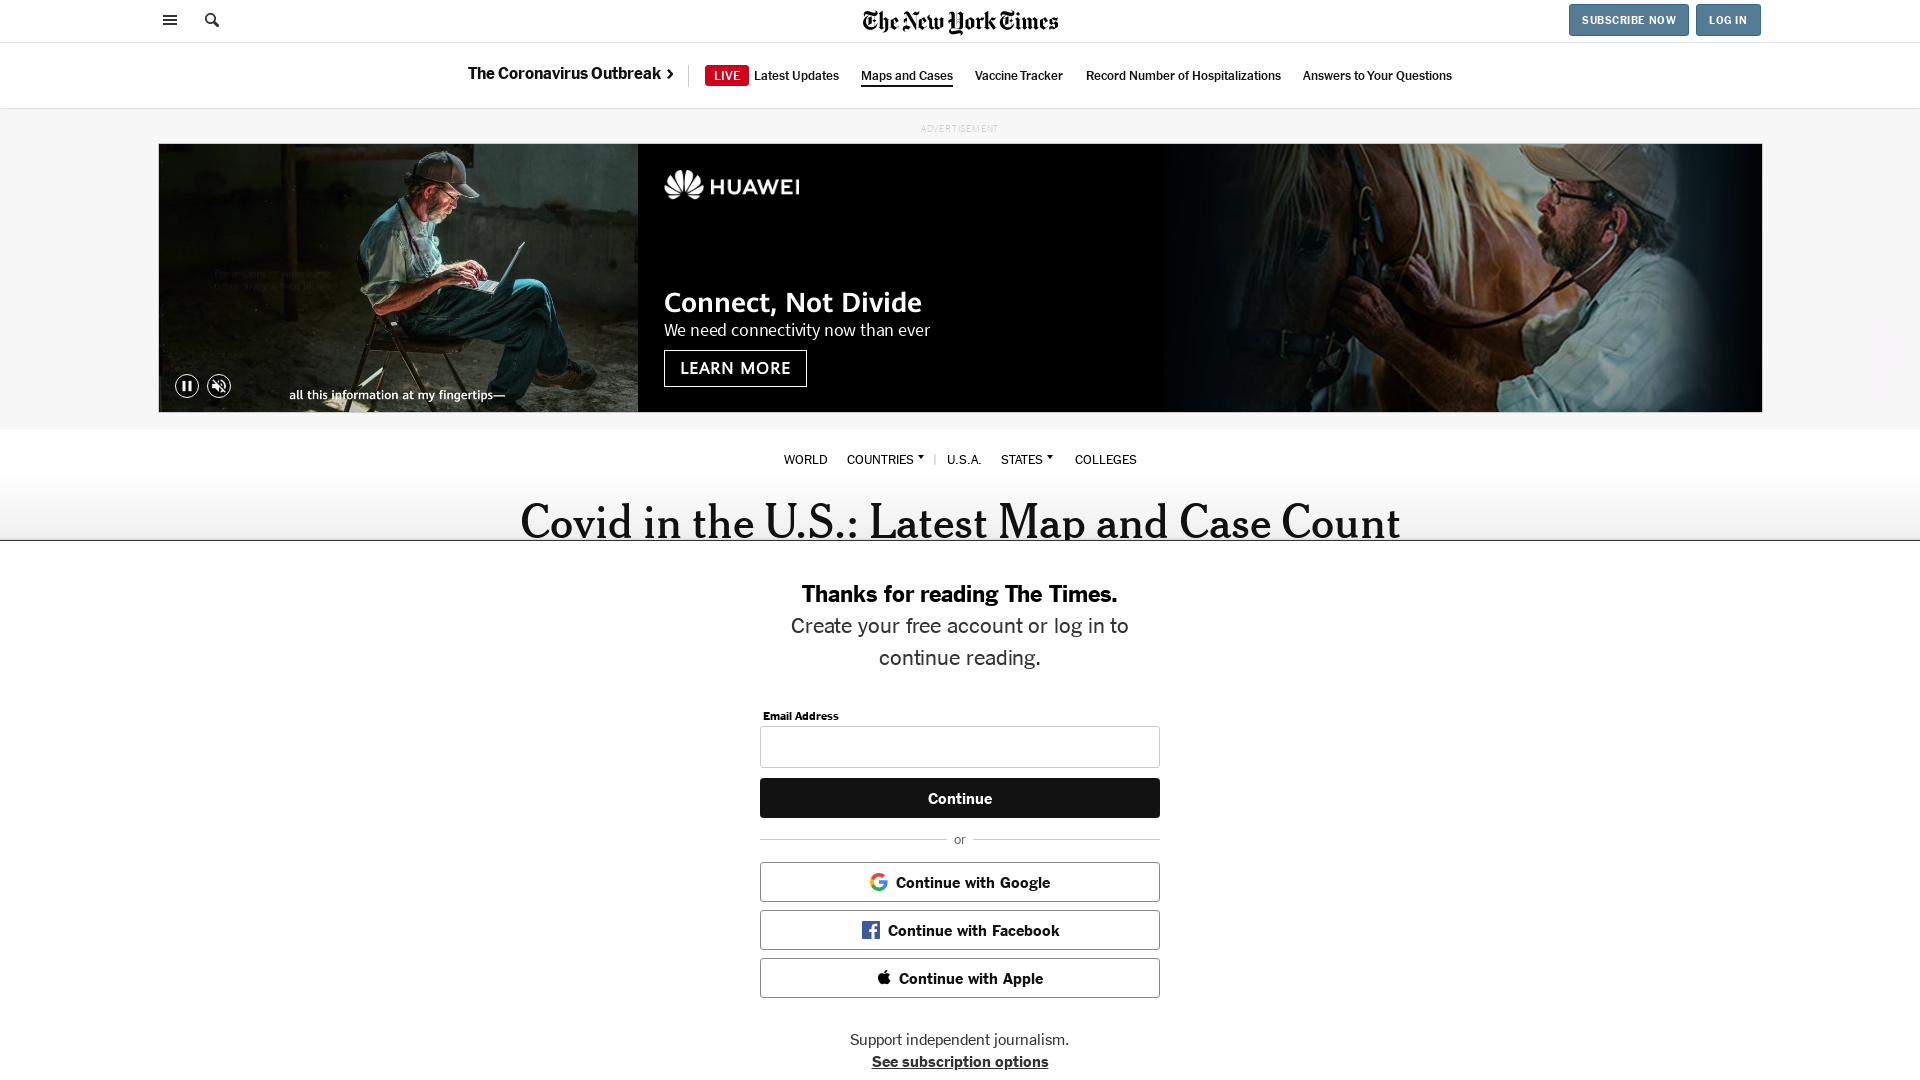 The New York Times
SUBSCRIBE NOW
LOG IN
The Coronavirus Outbreak
LIVE Latest Updates
Maps and Cases
Vaccine Tracker
Record Number of Hospitalizations
Answers to Your Questions
ADVERTISEMENT
HUAWEI
Connect, Not Divide
We need connectivity now than ever
LEARN MORE
all this information at my fingertips—
WORLD
COUNTRIES
U.S.A.
STATES
COLLEGES
Covid in the U.S.: Latest Map and Case Count
Thanks for reading The Times.
Create your free account or log in to
continue reading.
Email Address
Continue
or
Continue with Google
Continue with Facebook
Continue with Apple
Support independent journalism.
See subscription options